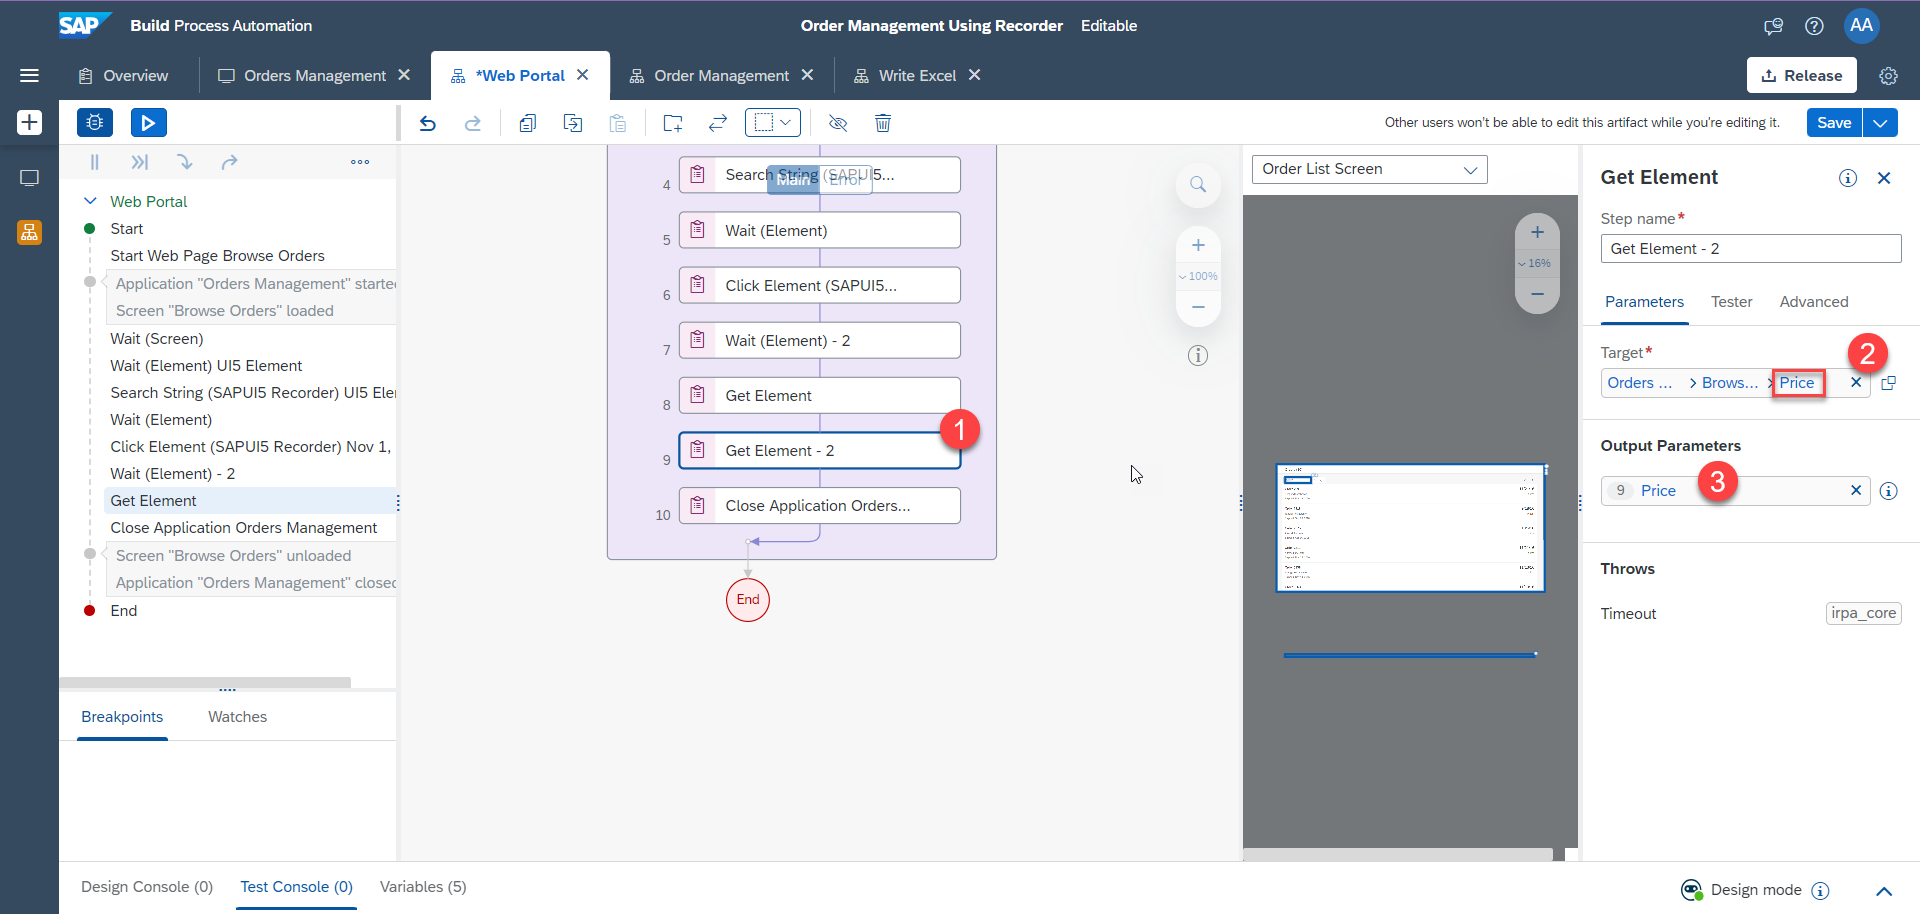 SAP Build Process Automation
Order Management Using Recorder Editable
AA
Overview
Orders Management
*Web Portal
Order Management
Write Excel
Release
Other users won't be able to edit this artifact while you're editing it.
Save
Web Portal
Start
Start Web Page Browse Orders
Application "Orders Management" starte
Screen "Browse Orders" loaded
Wait (Screen)
Wait (Element) UI5 Element
Search String (SAPUI5 Recorder) UI5 Ele
Wait (Element)
Click Element (SAPUI5 Recorder) Nov 1,
Wait (Element) - 2
Get Element
Close Application Orders Management
Screen "Browse Orders" unloaded
Application "Orders Management" closed
End
Breakpoints
Watches
4 Search String (SAPUI5...
Main Error
5 Wait (Element)
6 Click Element (SAPUI5...
7 Wait (Element) - 2
8 Get Element
9 Get Element - 2
1
10 Close Application Orders...
End
100%
Order List Screen
16%
Get Element
Step name*
Get Element - 2
Parameters Tester Advanced
Target*
2
Orders ... > Brows... > Price
Output Parameters
9 Price
3
Throws
Timeout irpa_core
Design Console (0)
Test Console (0)
Variables (5)
Design mode